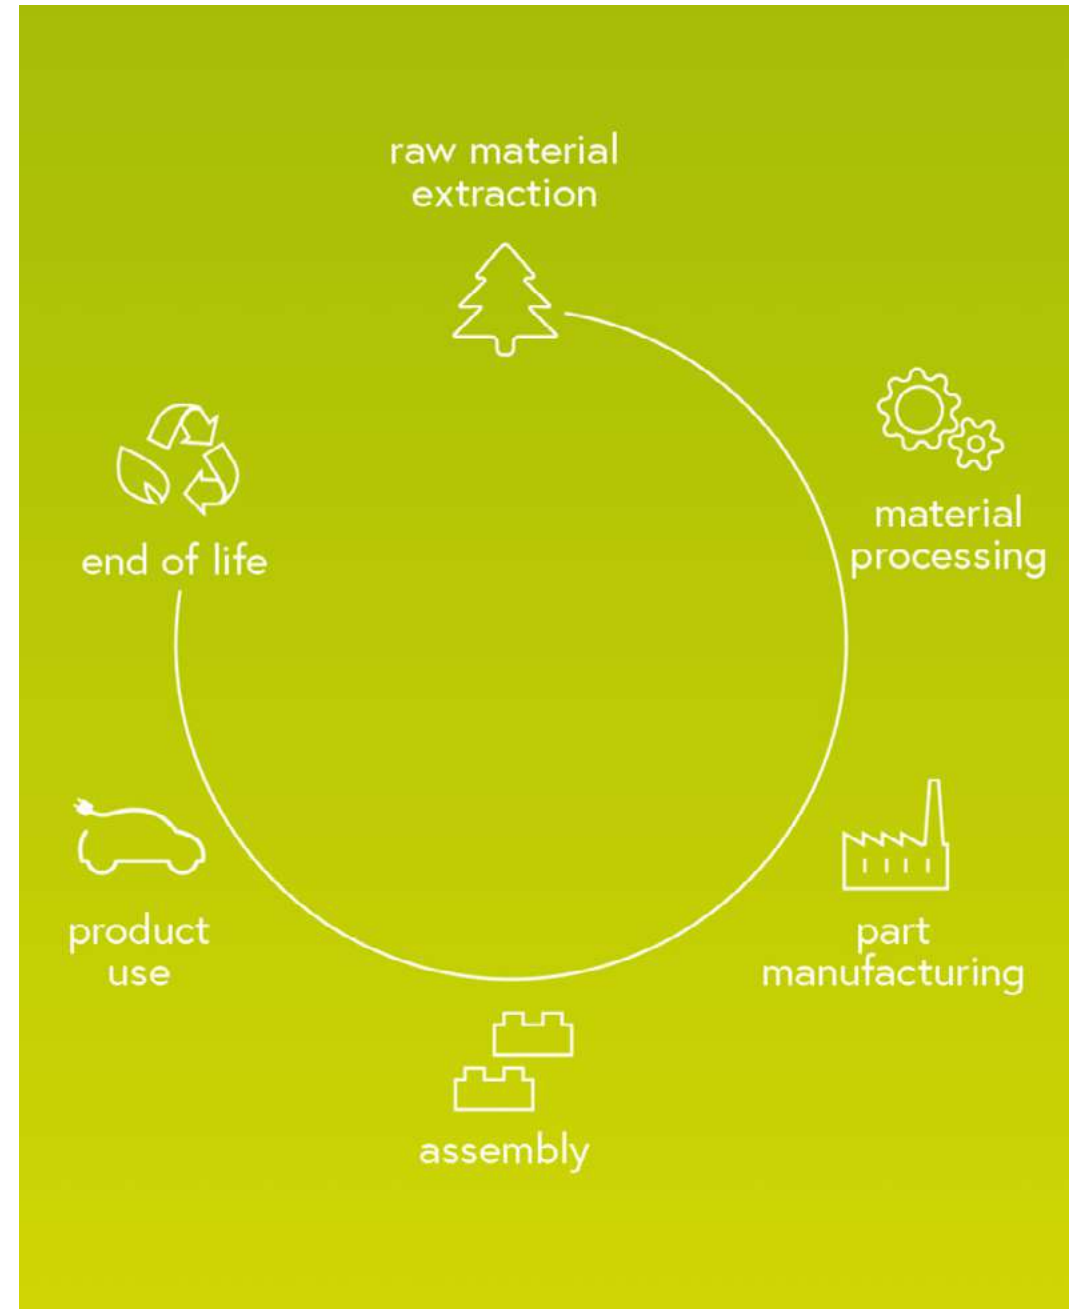 raw material
extraction
material
processing
part
manufacturing
assembly
product
use
end of life